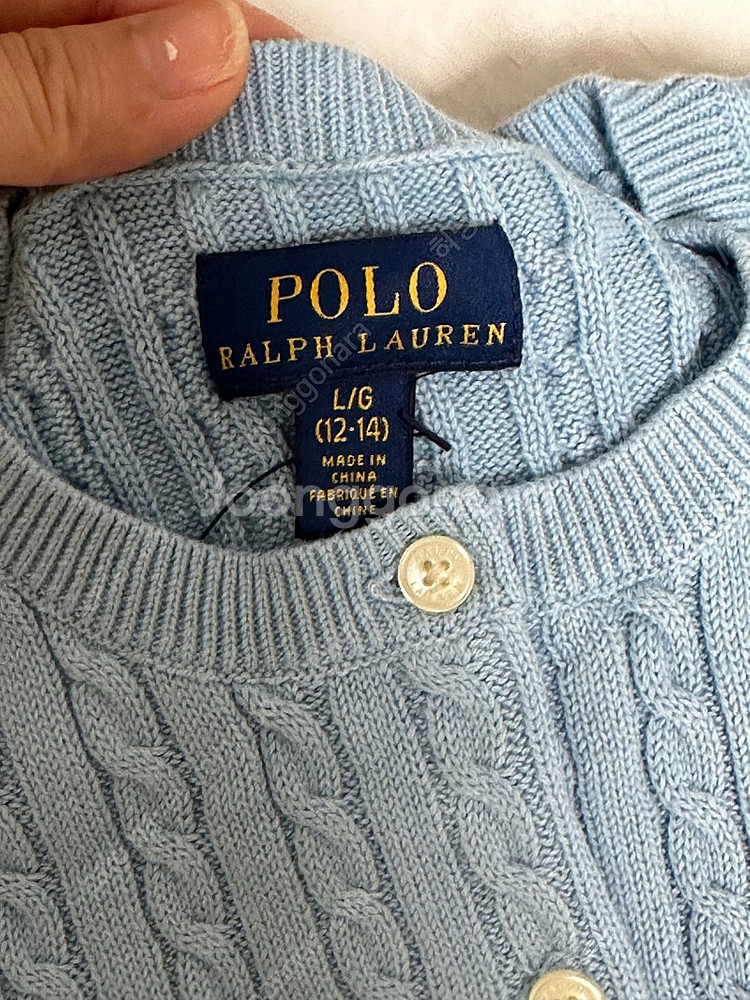 POLO
RALPH LAUREN
L/G
(12-14)
MADE IN
CHINA
FABRIQUÉ EN
CHINE